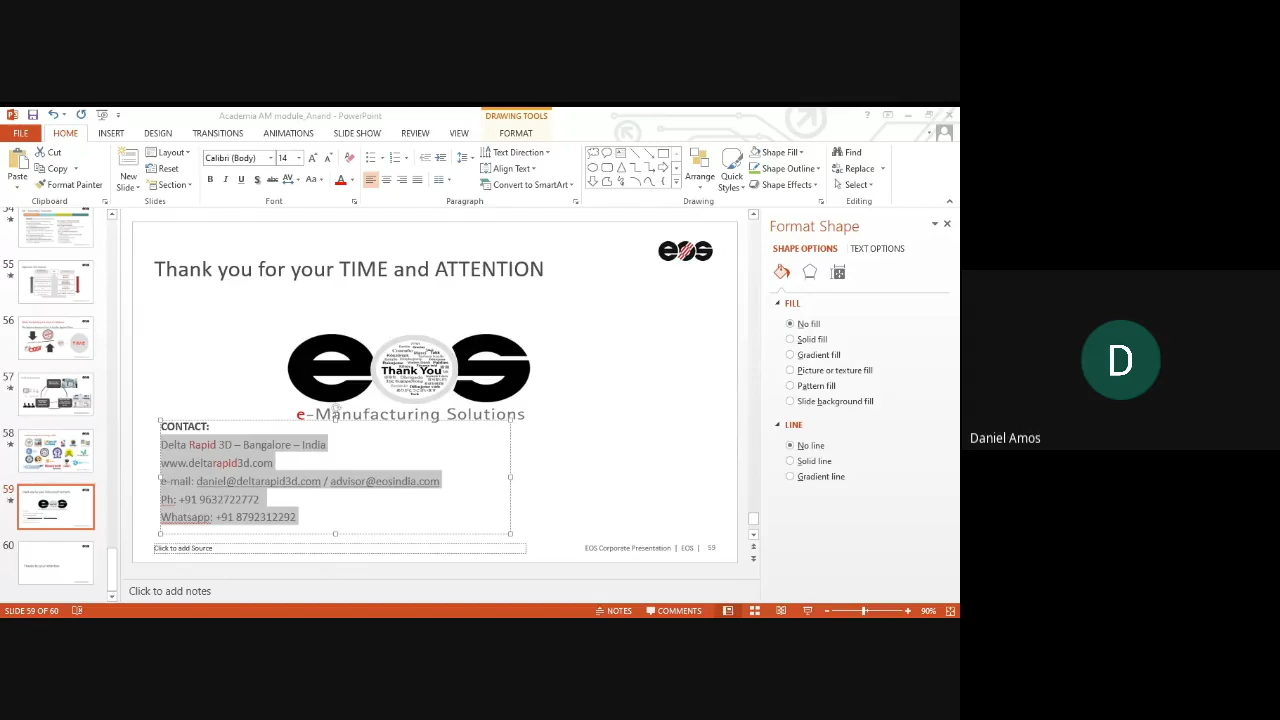 Academia AM module_Anand - PowerPoint
DRAWING TOOLS
FILE
HOME
INSERT
DESIGN
TRANSITIONS
ANIMATIONS
SLIDE SHOW
REVIEW
VIEW
FORMAT
Paste
Cut
Copy
Format Painter
Clipboard
New
Slide
Layout
Reset
Section
Slides
Calibri (Body)
14
Font
Text Direction
Align Text
Convert to SmartArt
Paragraph
Arrange
Quick
Styles
Shape Fill
Shape Outline
Shape Effects
Drawing
Find
Replace
Select
Editing
54
55
56
TIME
57
58
59
60
eos
Thank you for your TIME and ATTENTION
eos
Thank You
e-Manufacturing Solutions
CONTACT:
Delta Rapid 3D – Bangalore – India
www.deltarapid3d.com
e-mail: daniel@deltarapid3d.com / advisor@eosindia.com
Ph: +91 9632722772
Whatsapp: +91 8792312292
Click to add Source
EOS Corporate Presentation | EOS | 59
Click to add notes
Format Shape
SHAPE OPTIONS
TEXT OPTIONS
FILL
No fill
Solid fill
Gradient fill
Picture or texture fill
Pattern fill
Slide background fill
LINE
No line
Solid line
Gradient line
SLIDE 59 OF 60
NOTES
COMMENTS
90%
D
Daniel Amos